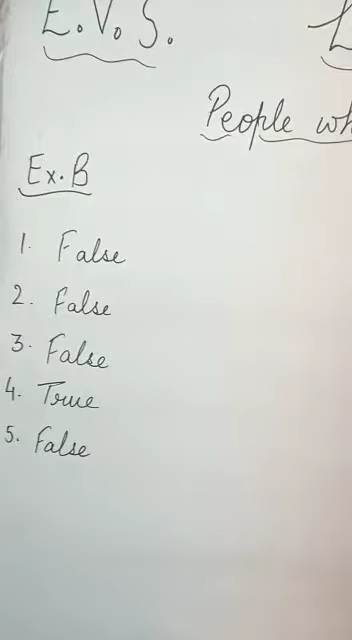 E.V.S.
People wh
Ex. B
1. False
2. False
3. False
4. True
5. False